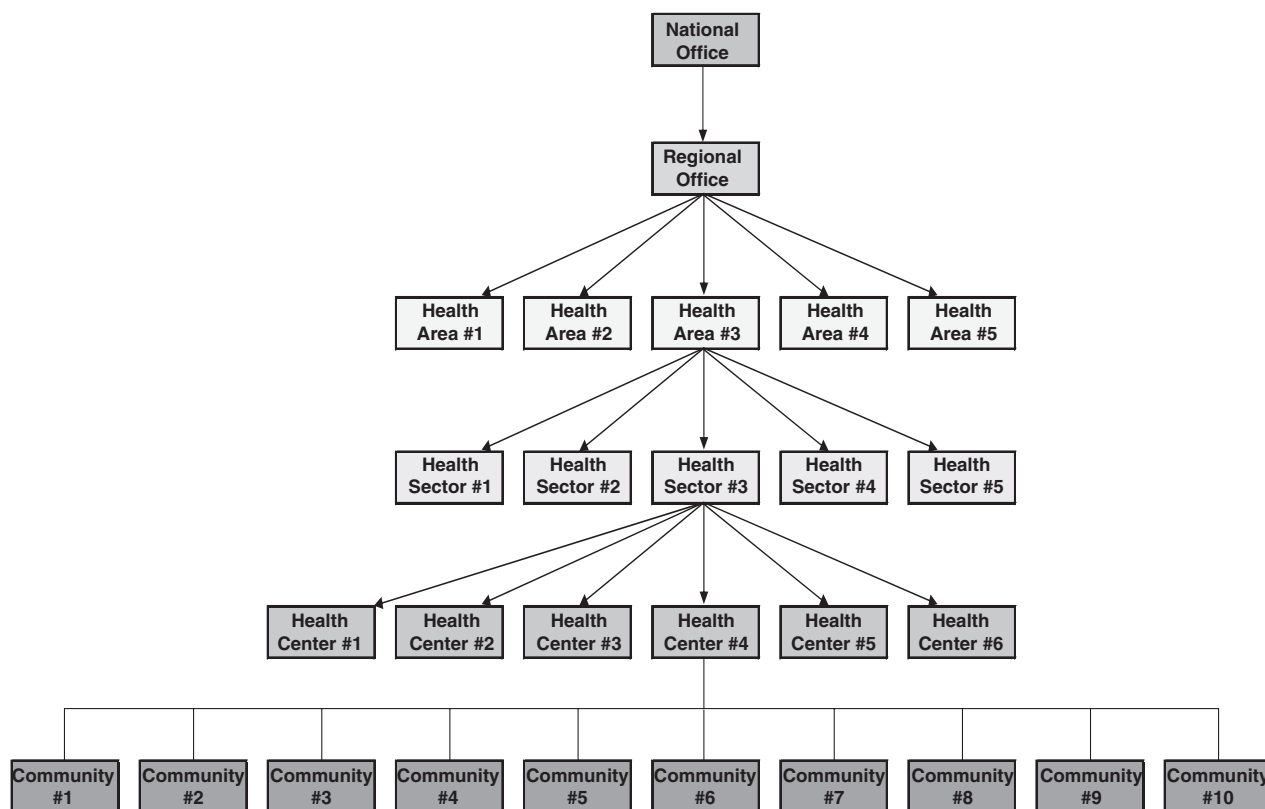 National
Office
Regional
Office
Health
Area #1
Health
Area #2
Health
Area #3
Health
Area #4
Health
Area #5
Health
Sector #1
Health
Sector #2
Health
Sector #3
Health
Sector #4
Health
Sector #5
Health
Center #1
Health
Center #2
Health
Center #3
Health
Center #4
Health
Center #5
Health
Center #6
Community
#1
Community
#2
Community
#3
Community
#4
Community
#5
Community
#6
Community
#7
Community
#8
Community
#9
Community
#10